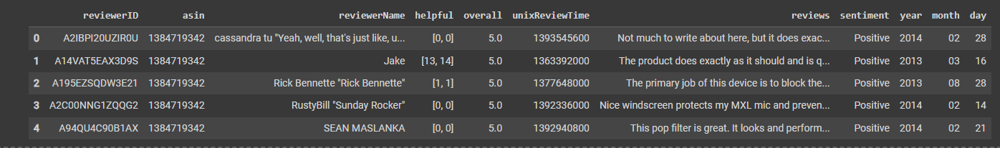 reviewerID asin reviewerName helpful overall unixReviewTime reviews sentiment year month day
0 A2IBPI20UZIR0U 1384719342 cassandra tu "Yeah, well, that's just like, u... [0, 0] 5.0 1393545600 Not much to write about here, but it does exac... Positive 2014 02 28
1 A14VAT5EAX3D9S 1384719342 Jake [13, 14] 5.0 1363392000 The product does exactly as it should and is q... Positive 2013 03 16
2 A195EZSQDW3E21 1384719342 Rick Bennette "Rick Bennette" [1, 1] 5.0 1377648000 The primary job of this device is to block the... Positive 2013 08 28
3 A2C00NNG1ZQQG2 1384719342 RustyBill "Sunday Rocker" [0, 0] 5.0 1392336000 Nice windscreen protects my MXL mic and preven... Positive 2014 02 14
4 A94QU4C90B1AX 1384719342 SEAN MASLANKA [0, 0] 5.0 1392940800 This pop filter is great. It looks and perform... Positive 2014 02 21